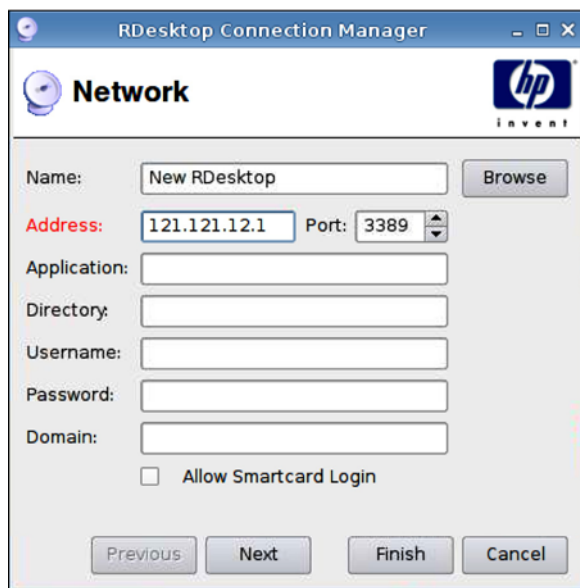 RDesktop Connection Manager
Network
hp
invent
Name: New RDesktop Browse
Address: 121.121.12.1 Port: 3389
Application:
Directory:
Username:
Password:
Domain:
Allow Smartcard Login
Previous Next Finish Cancel